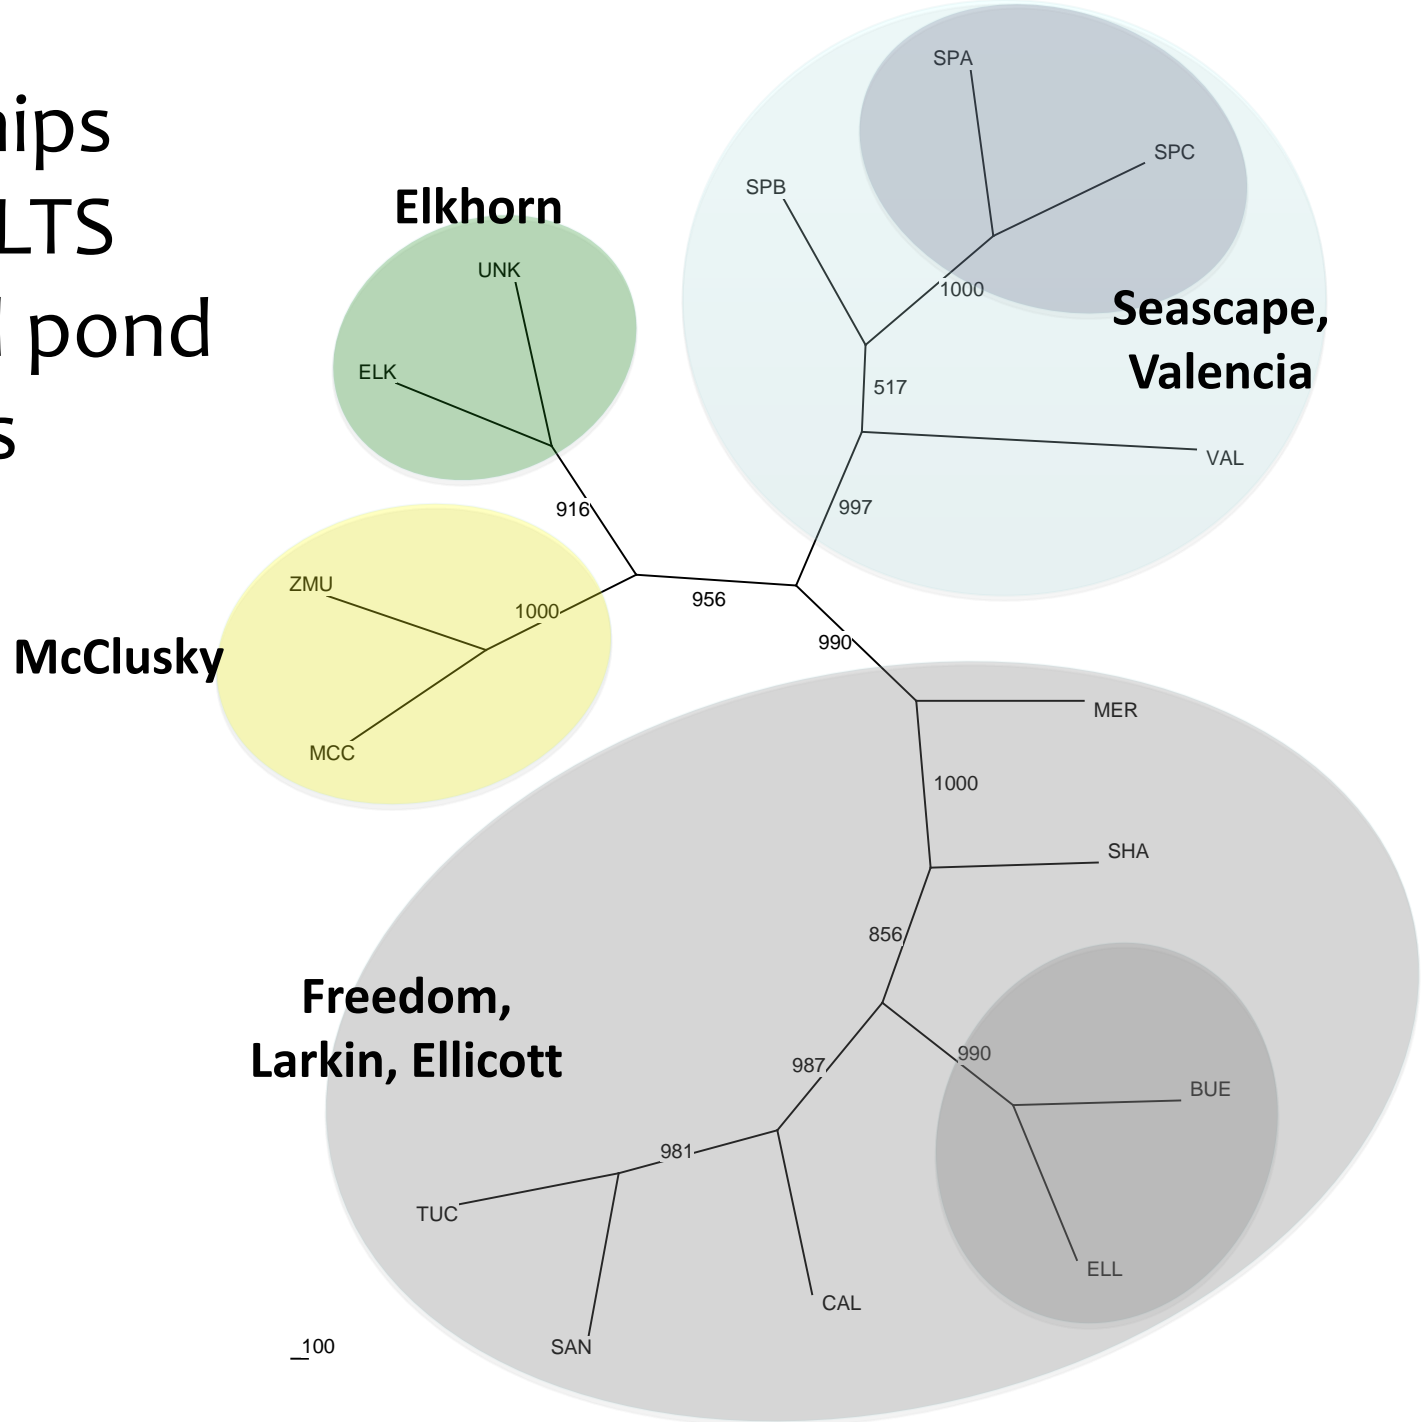 hips
LTS
pond
s
Elkhorn
UNK
ELK
916
SPA
SPC
SPB
1000
Seascape,
Valencia
517
VAL
997
ZMU
1000
McClusky
MCC
956
990
MER
1000
SHA
856
Freedom,
Larkin, Ellicott
987
990
BUE
981
TUC
ELL
CAL
SAN
100